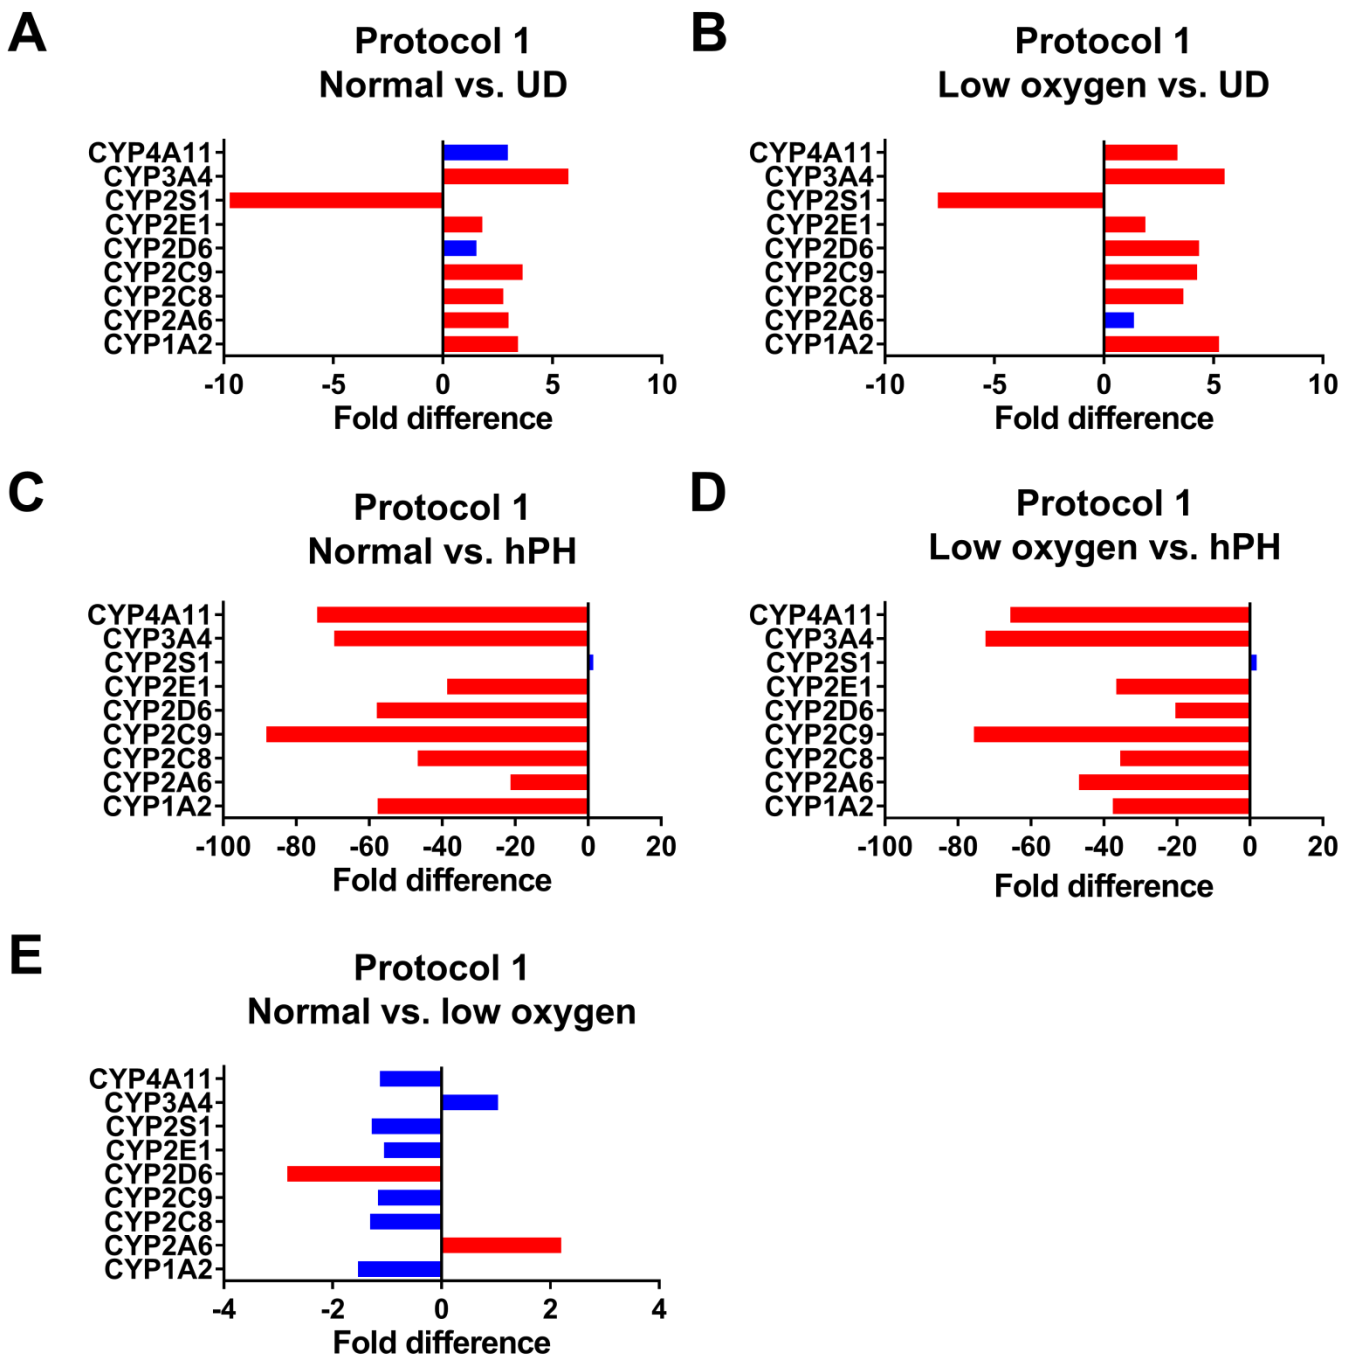 A
Protocol 1
Normal vs. UD
CYP4A11
CYP3A4
CYP2S1
CYP2E1
CYP2D6
CYP2C9
CYP2C8
CYP2A6
CYP1A2
-10 -5 0 5 10
Fold difference
B
Protocol 1
Low oxygen vs. UD
CYP4A11
CYP3A4
CYP2S1
CYP2E1
CYP2D6
CYP2C9
CYP2C8
CYP2A6
CYP1A2
-10 -5 0 5 10
Fold difference
C
Protocol 1
Normal vs. hPH
CYP4A11
CYP3A4
CYP2S1
CYP2E1
CYP2D6
CYP2C9
CYP2C8
CYP2A6
CYP1A2
-100 -80 -60 -40 -20 0 20
Fold difference
D
Protocol 1
Low oxygen vs. hPH
CYP4A11
CYP3A4
CYP2S1
CYP2E1
CYP2D6
CYP2C9
CYP2C8
CYP2A6
CYP1A2
-100 -80 -60 -40 -20 0 20
Fold difference
E
Protocol 1
Normal vs. low oxygen
CYP4A11
CYP3A4
CYP2S1
CYP2E1
CYP2D6
CYP2C9
CYP2C8
CYP2A6
CYP1A2
-4 -2 0 2 4
Fold difference